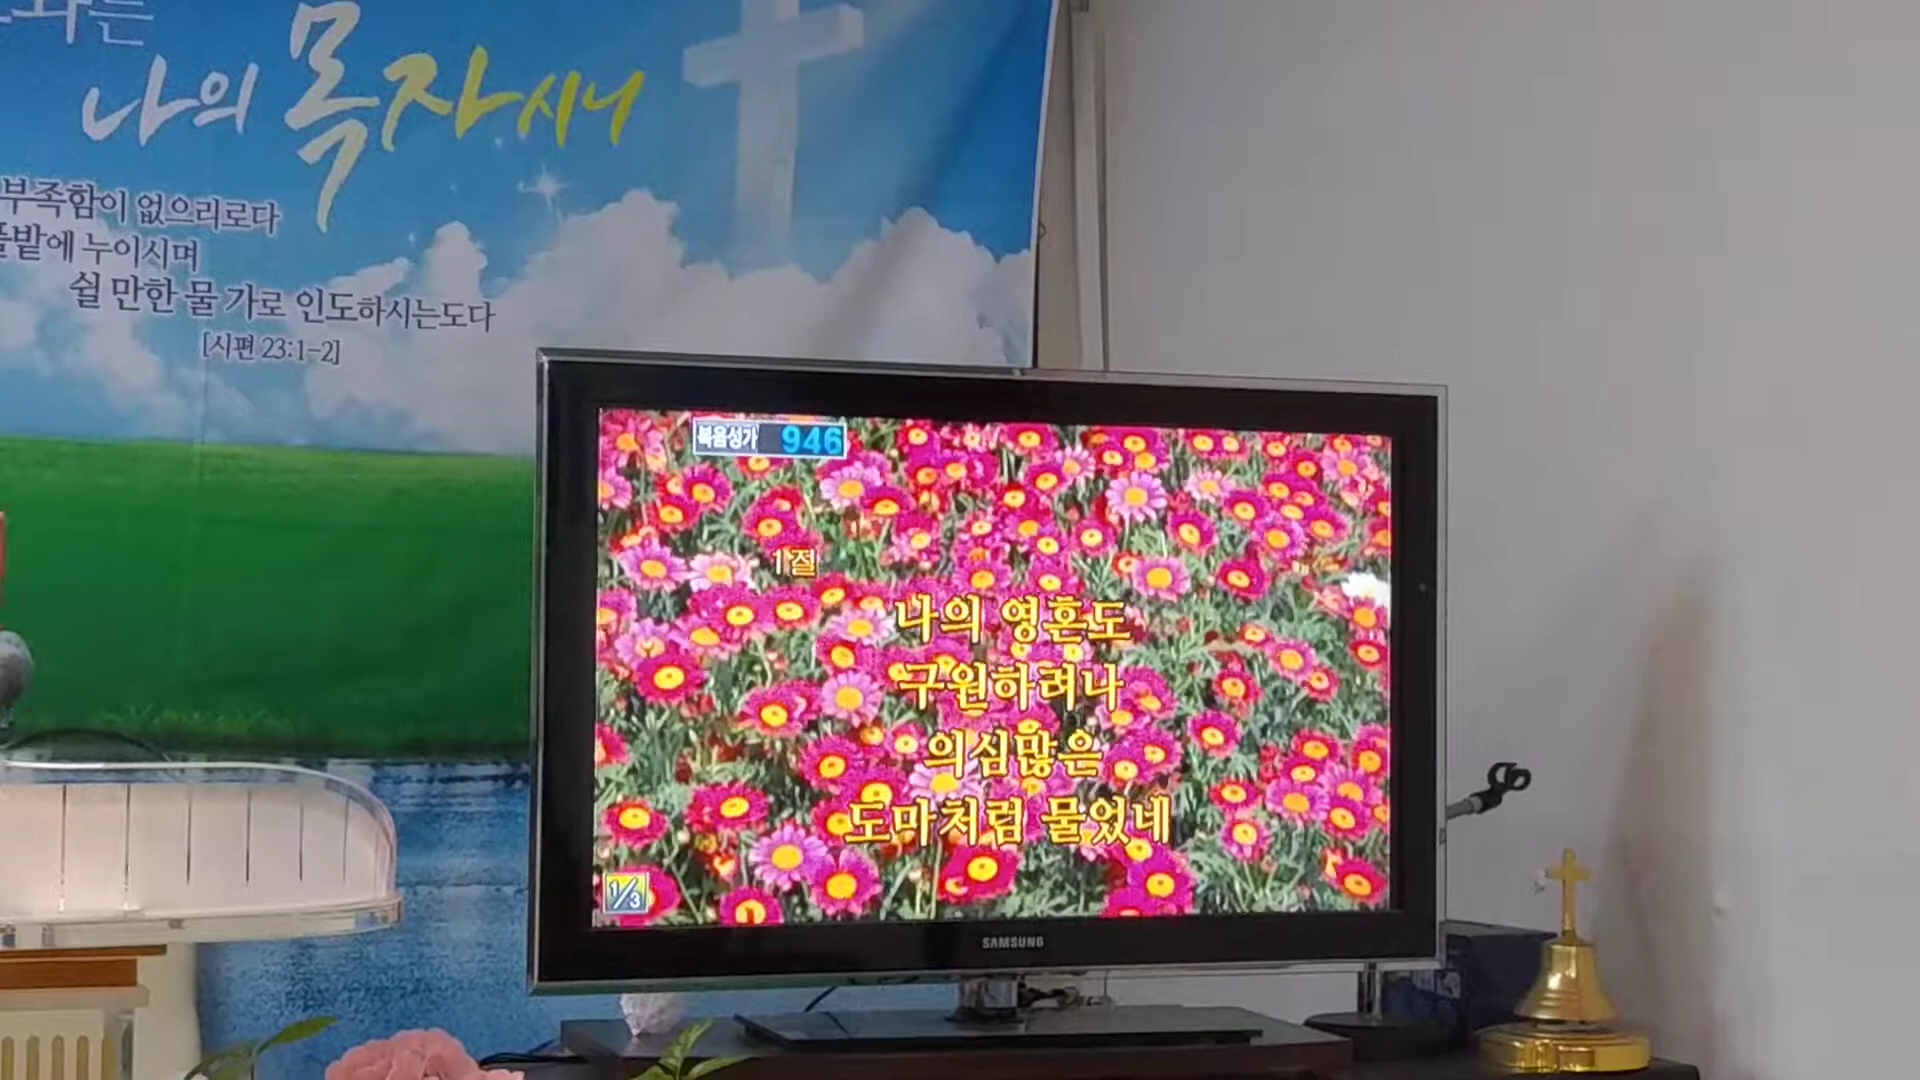 나의 목자시니
부족함이 없으리로다
누이시며
쉴 만한 물 가로 인도하시는도다
[시편 23:1-2]
복음성가 946
1절
나의 영혼도
구원하려나
의심많은
도마처럼 물었네
1/3
SAMSUNG